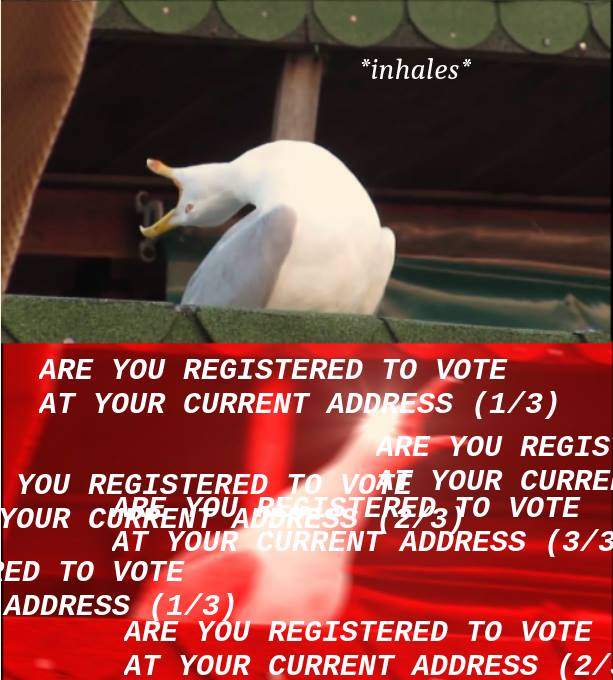 *inhales*
ARE YOU REGISTERED TO VOTE
AT YOUR CURRENT ADDRESS (1/3)
ARE YOU REGIS
AT YOUR CURRE
YOU REGISTERED TO VOTE
YOUR CURRENT ADDRESS (2/3)
ARE YOU REGISTERED TO VOTE
AT YOUR CURRENT ADDRESS (3/3
RED TO VOTE
ADDRESS (1/3)
ARE YOU REGISTERED TO VOTE
AT YOUR CURRENT ADDRESS (2/